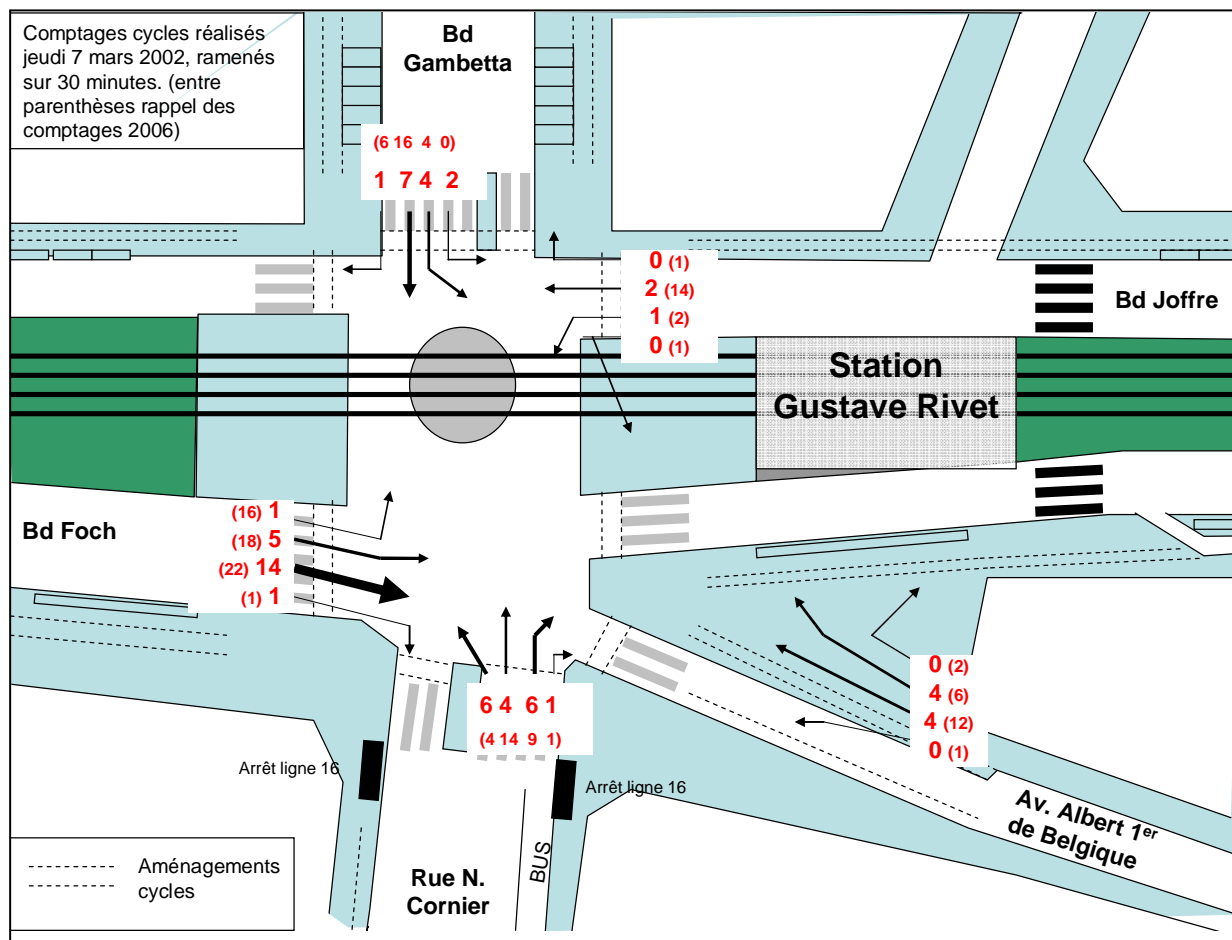 Comptages cycles réalisés
jeudi 7 mars 2002, ramenés
sur 30 minutes. (entre
parenthèses rappel des
comptages 2006)
Bd
Gambetta
(6 16 4 0)
1 7 4 2
0 (1)
2 (14)
1 (2)
0 (1)
Bd Joffre
Station
Gustave Rivet
Bd Foch
(16) 1
(18) 5
(22) 14
(1) 1
6 4 6 1
(4 14 9 1)
0 (2)
4 (6)
4 (12)
0 (1)
Arrêt ligne 16
Arrêt ligne 16
Av. Albert 1er
de Belgique
BUS
Rue N.
Cornier
Aménagements
cycles